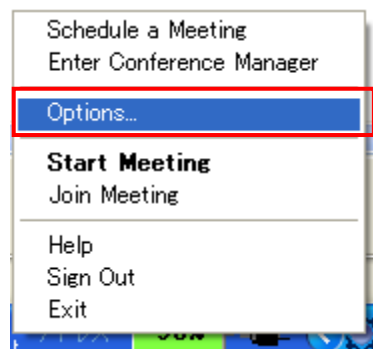 Schedule a Meeting
Enter Conference Manager
Options...
Start Meeting
Join Meeting
Help
Sign Out
Exit